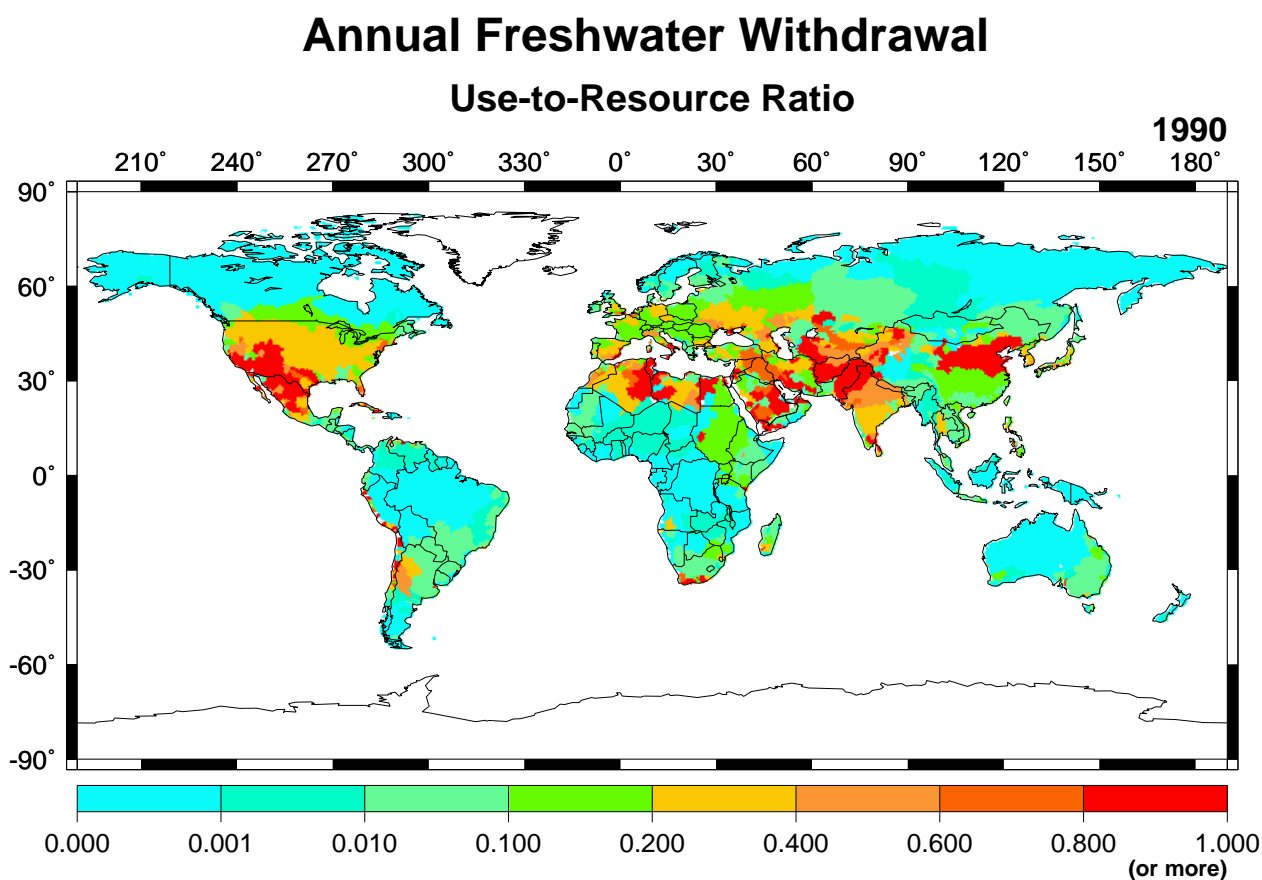 Annual Freshwater Withdrawal
Use-to-Resource Ratio
1990
210° 240° 270° 300° 330° 0° 30° 60° 90° 120° 150° 180°
90°
60°
30°
0°
-30°
-60°
-90°
0.000 0.001 0.010 0.100 0.200 0.400 0.600 0.800 1.000
(or more)